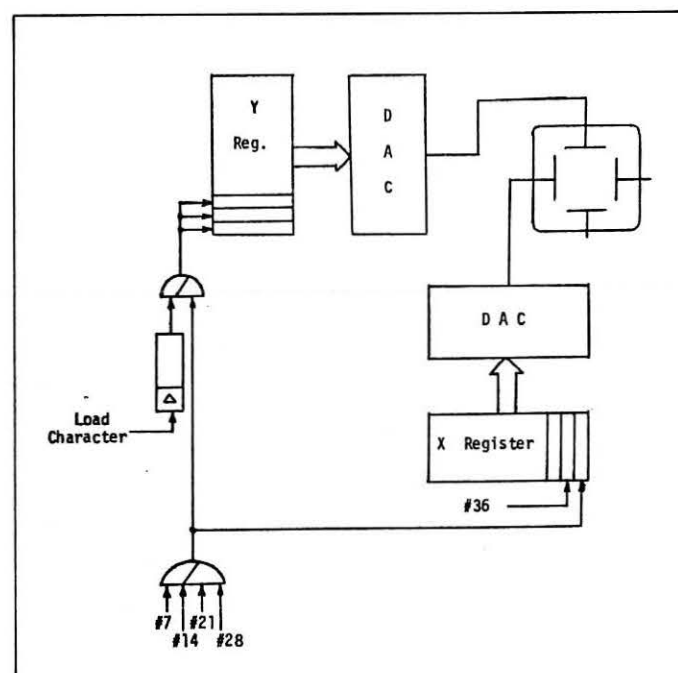 Y
Reg.
D
A
C
D A C
X Register
Load
Character
#36
#7
#21
#14
#28